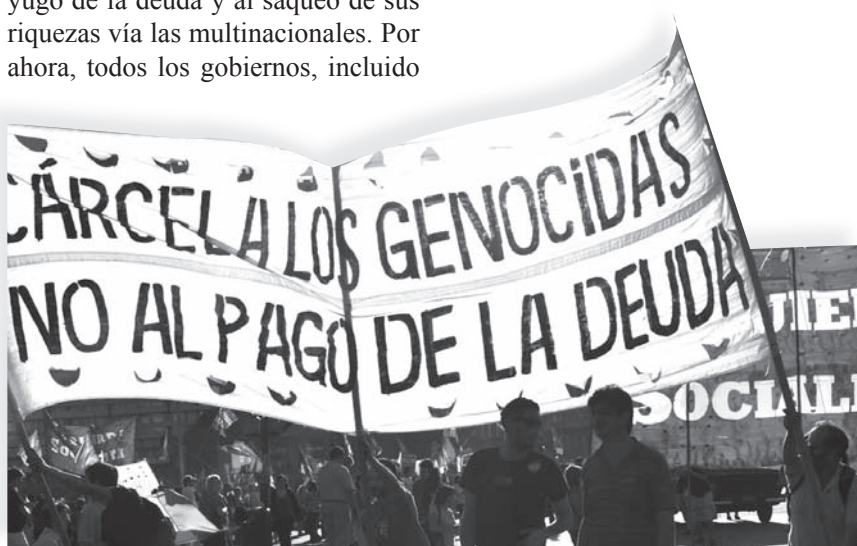 yugo de la deuda y al saqueo de sus
riquezas vía las multinacionales. Por
ahora, todos los gobiernos, incluido
CÁRCEL A LOS GENOCIDAS
NO AL PAGO DE LA DEUDA
SOCIALI